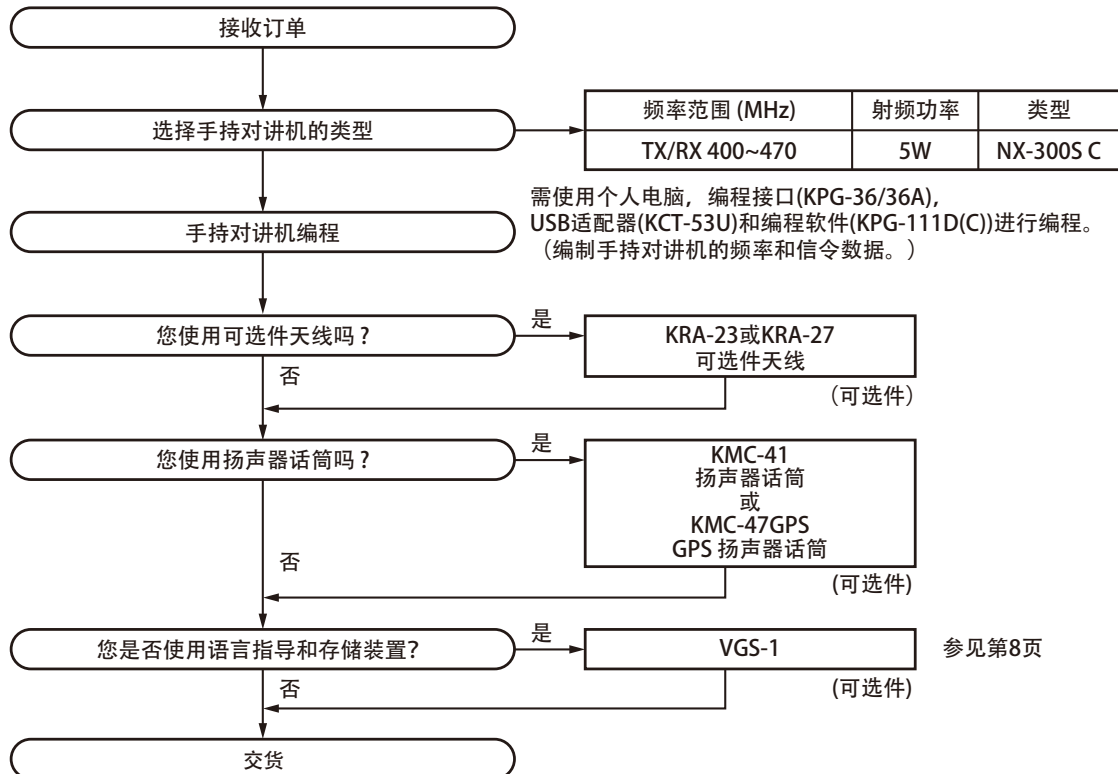 接收订单
选择手持对讲机的类型
频率范围 (MHz) 射频功率 类型
TX/RX 400~470 5W NX-300S C
手持对讲机编程
需使用个人电脑，编程接口(KPG-36/36A)，
USB适配器(KCT-53U)和编程软件(KPG-111D(C))进行编程。
（编制手持对讲机的频率和信令数据。）
您使用可选件天线吗？
是
KRA-23或KRA-27
可选件天线
否
(可选件)
您使用扬声器话筒吗？
是
KMC-41
扬声器话筒
或
KMC-47GPS
GPS 扬声器话筒
否
(可选件)
您是否使用语言指导和存储装置？
是
VGS-1
参见第8页
否
(可选件)
交货